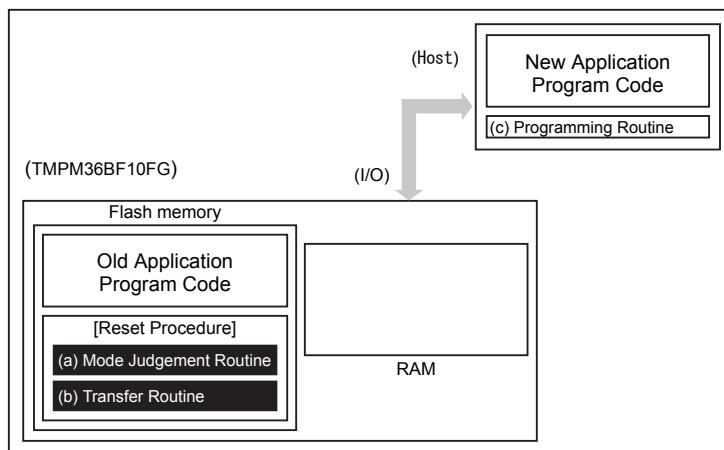 (Host)
New Application
Program Code
(c) Programming Routine
(TMPM36BF10FG)
(I/O)
Flash memory
Old Application
Program Code
[Reset Procedure]
(a) Mode Judgement Routine
(b) Transfer Routine
RAM